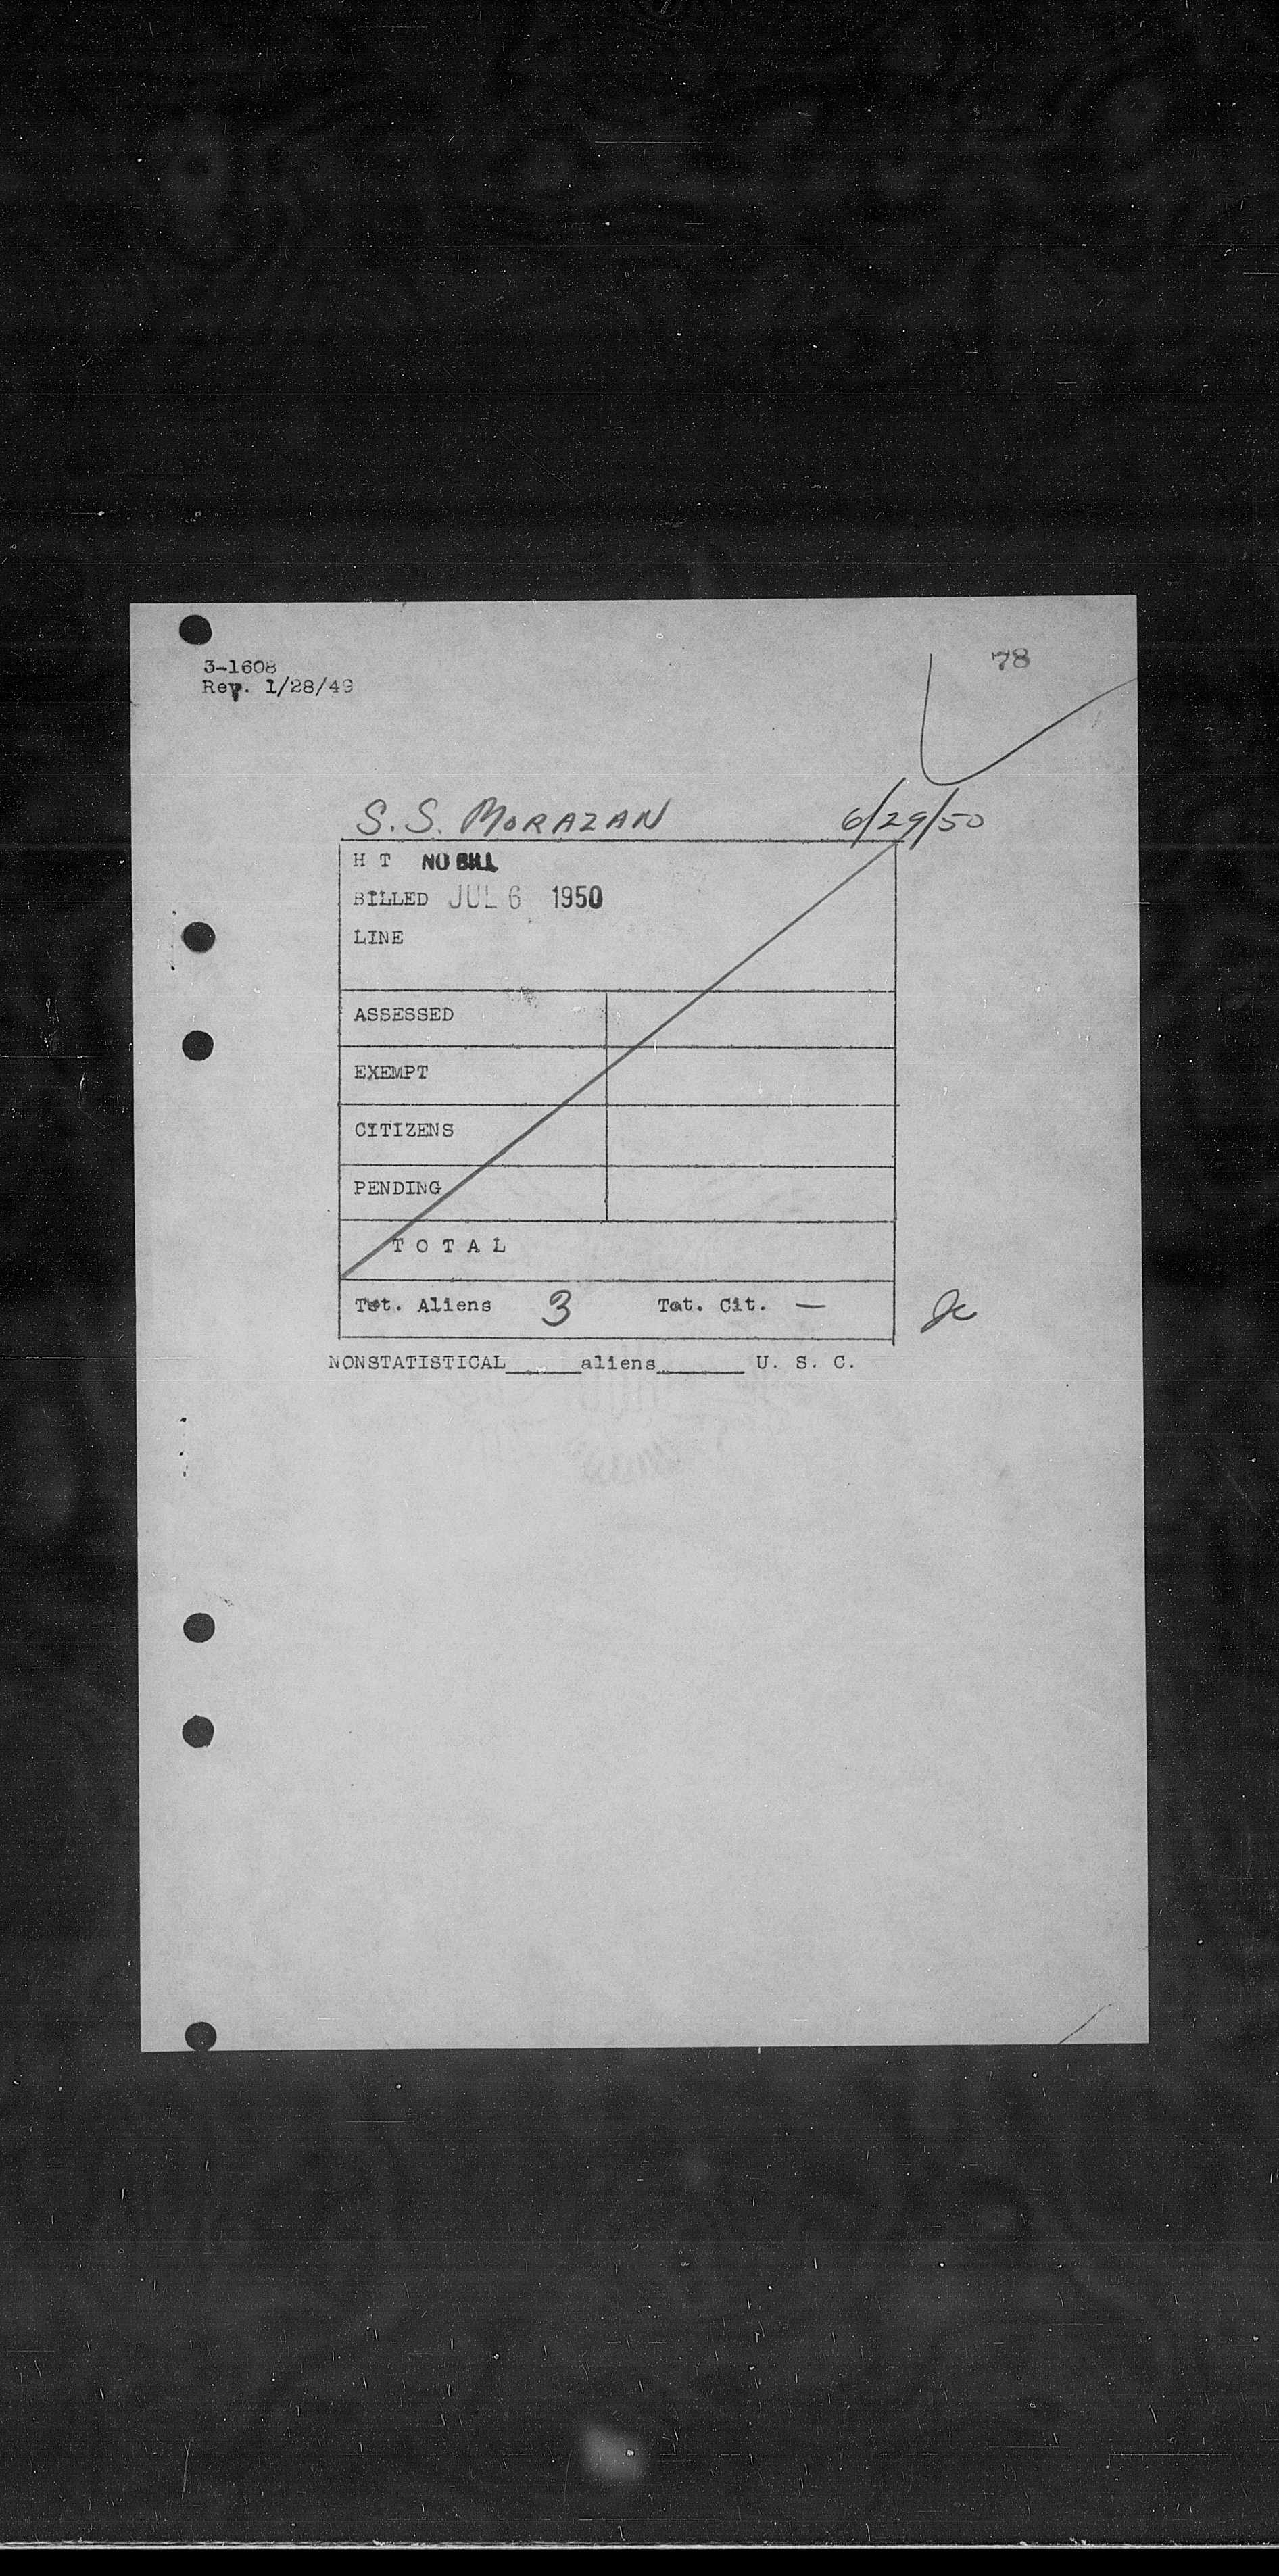 3-1608
78
Rev. 1/28/49
S.S. MORAZAN 6/29/50
H T NO BILL
BILLED JUL 6 1950
LINE
ASSESSED
EXEMPT
CITIZENS
PENDING
T O T A L
Tot. Aliens 3 Tot. Cit. —
NONSTATISTICAL______aliens_______ U. S. C.